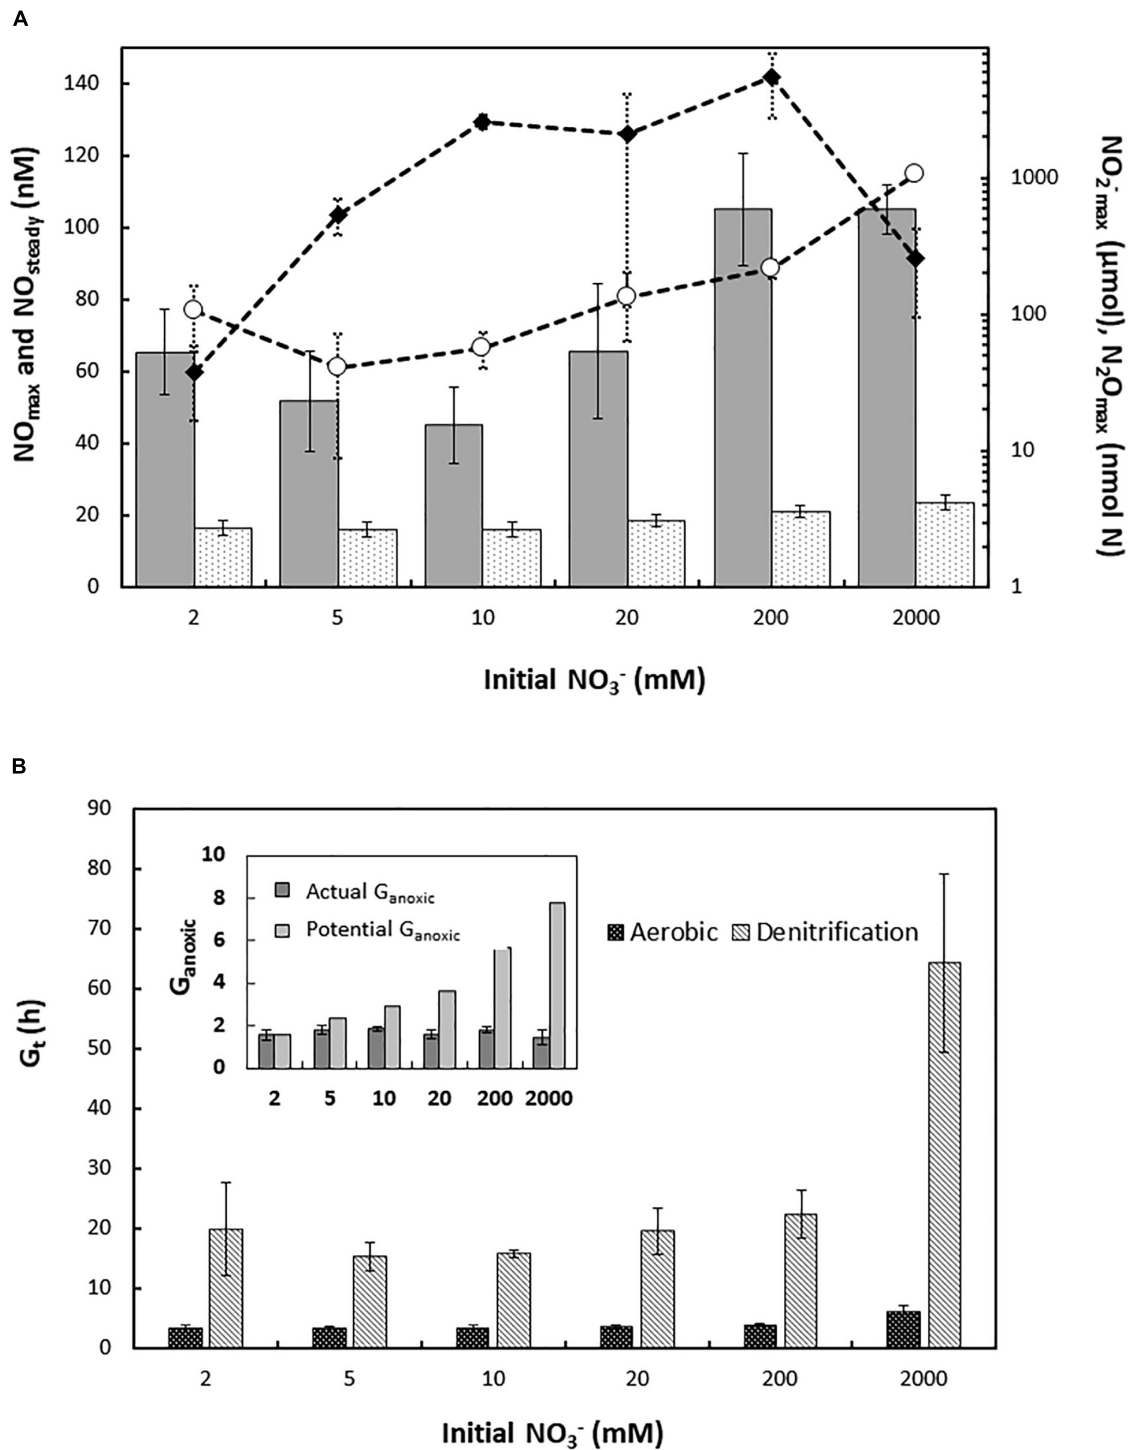 A
NOmax and NOsteady (nM)
140
120
100
80
60
40
20
0
1000
100
10
1
NO2- max (μmol), N2Omax (nmol N)
2 5 10 20 200 2000
Initial NO3- (mM)
B
Gt (h)
90
80
70
60
50
40
30
20
10
0
Ganoxic
10
8
6
4
2
0
Actual Ganoxic
Potential Ganoxic
2 5 10 20 200 2000
Aerobic Denitrification
2 5 10 20 200 2000
Initial NO3- (mM)